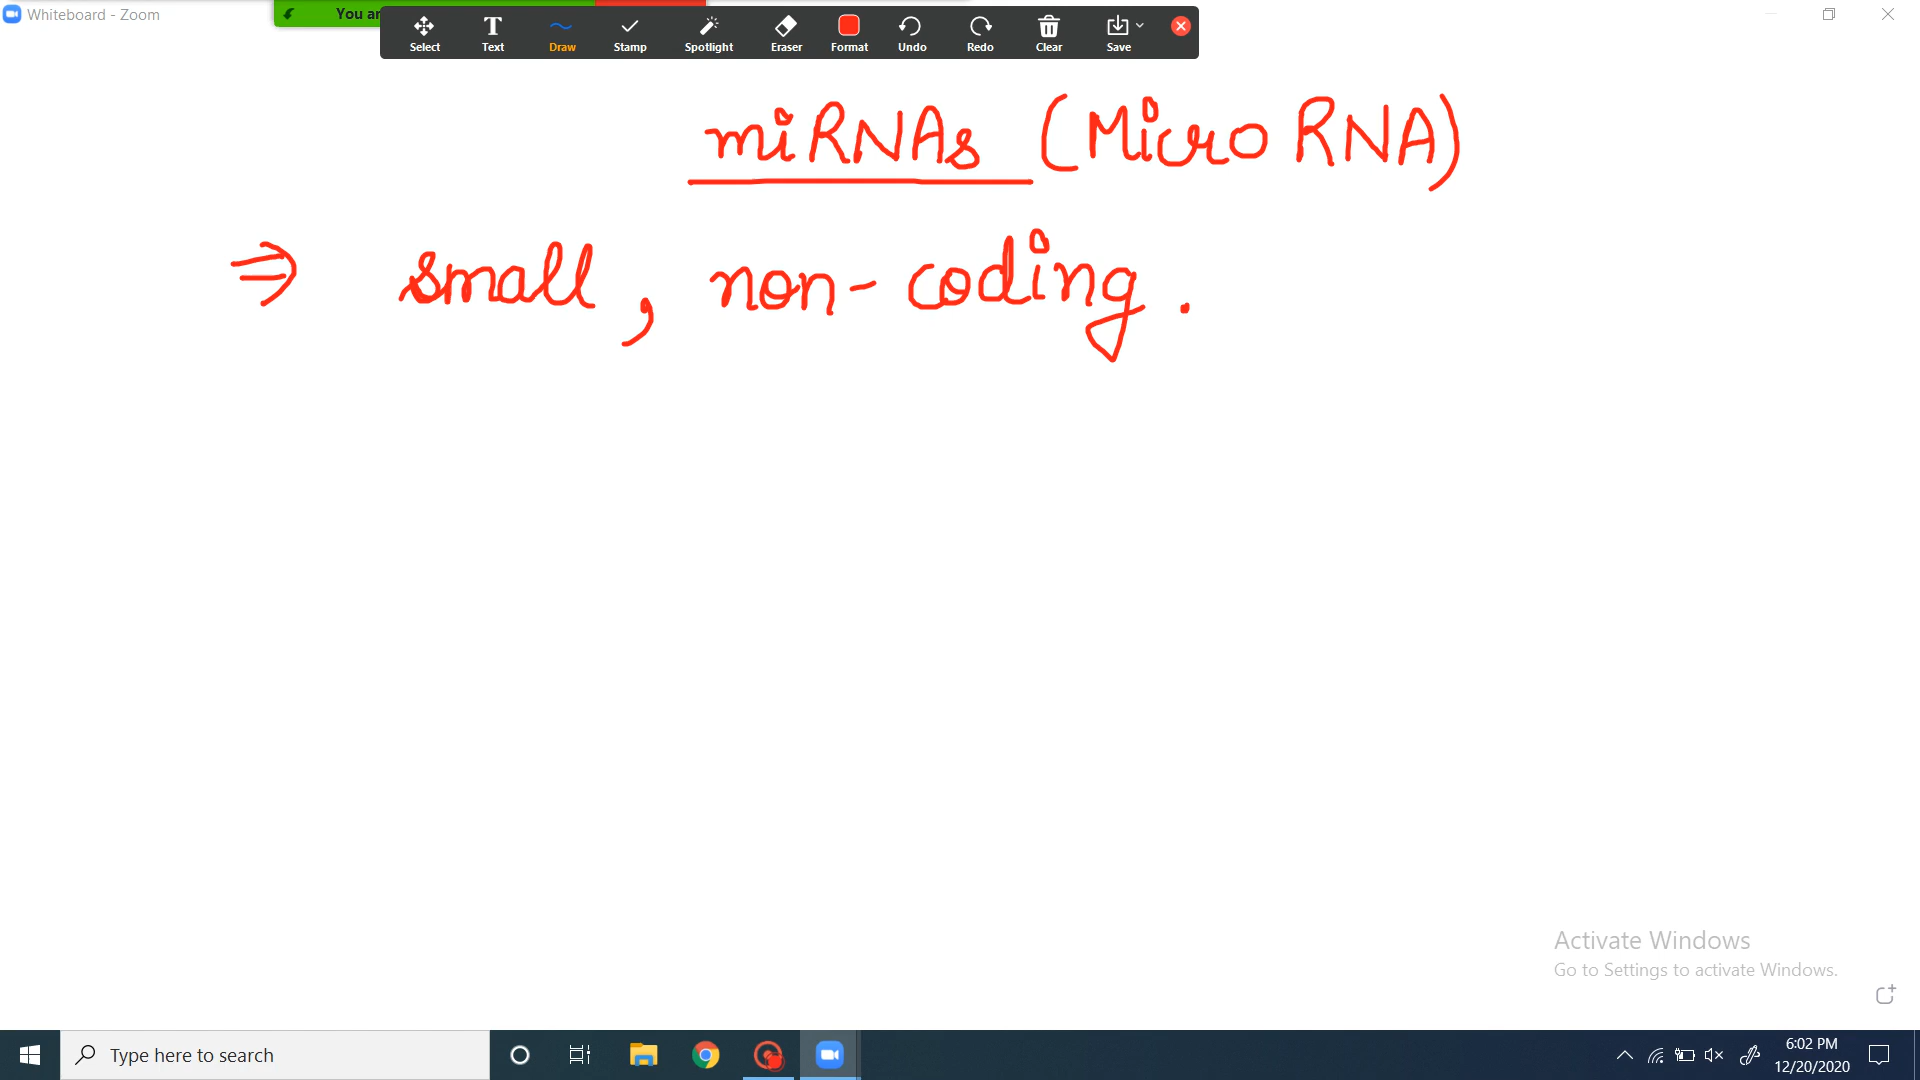 Whiteboard - Zoom
You
Select Text Draw Stamp Spotlight Eraser Format Undo Redo Clear Save
miRNAs (Micro RNA)
⇒ small, non-coding.
Activate Windows
Go to Settings to activate Windows.
Type here to search
6:02 PM
12/20/2020